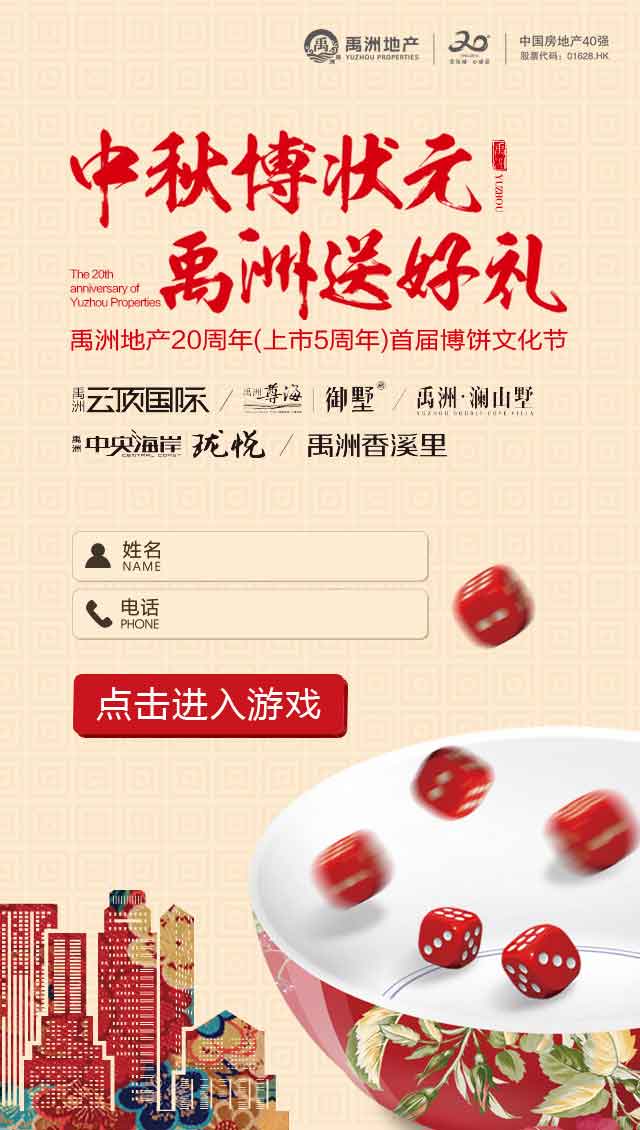 禹洲地产
YUZHOU PROPERTIES
20
中国房地产40强
股票代码：01628.HK
中秋博状元
YUZHOU
禹洲送好礼
The 20th
anniversary of
Yuzhou Properties
禹洲地产20周年(上市5周年)首届博饼文化节
禹洲 云顶国际 / 禹洲 尊海 | 御墅 / 禹洲·澜山墅
禹洲 中央海岸 珑悦 / 禹洲香溪里
CENTRAL COAST
姓名
NAME
电话
PHONE
点击进入游戏